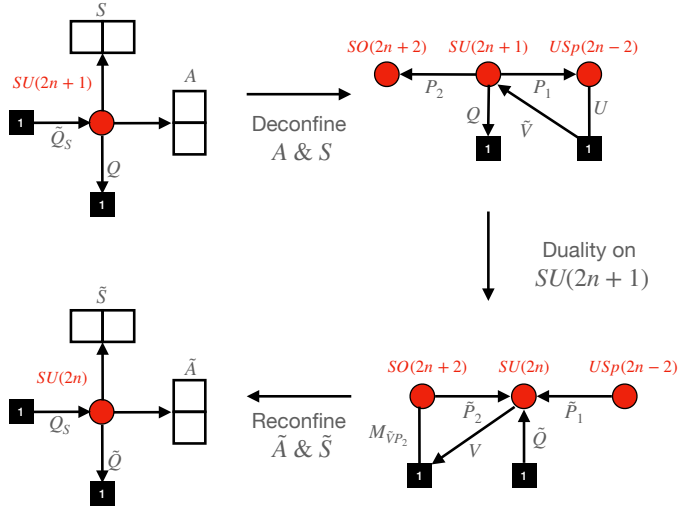 S
SU(2n + 1)
A
1
Q̃_S
Q
1
Deconfine
A & S
SO(2n + 2)
SU(2n + 1)
USp(2n − 2)
P_2
P_1
Q
Ṽ
U
1
1
Duality on
SU(2n + 1)
S̃
SU(2n)
Ã
1
Q_S
Q̃
1
Reconfine
Ã & S̃
SO(2n + 2)
SU(2n)
USp(2n − 2)
P̃_2
P̃_1
M_{ṼP_2}
V
Q̃
1
1